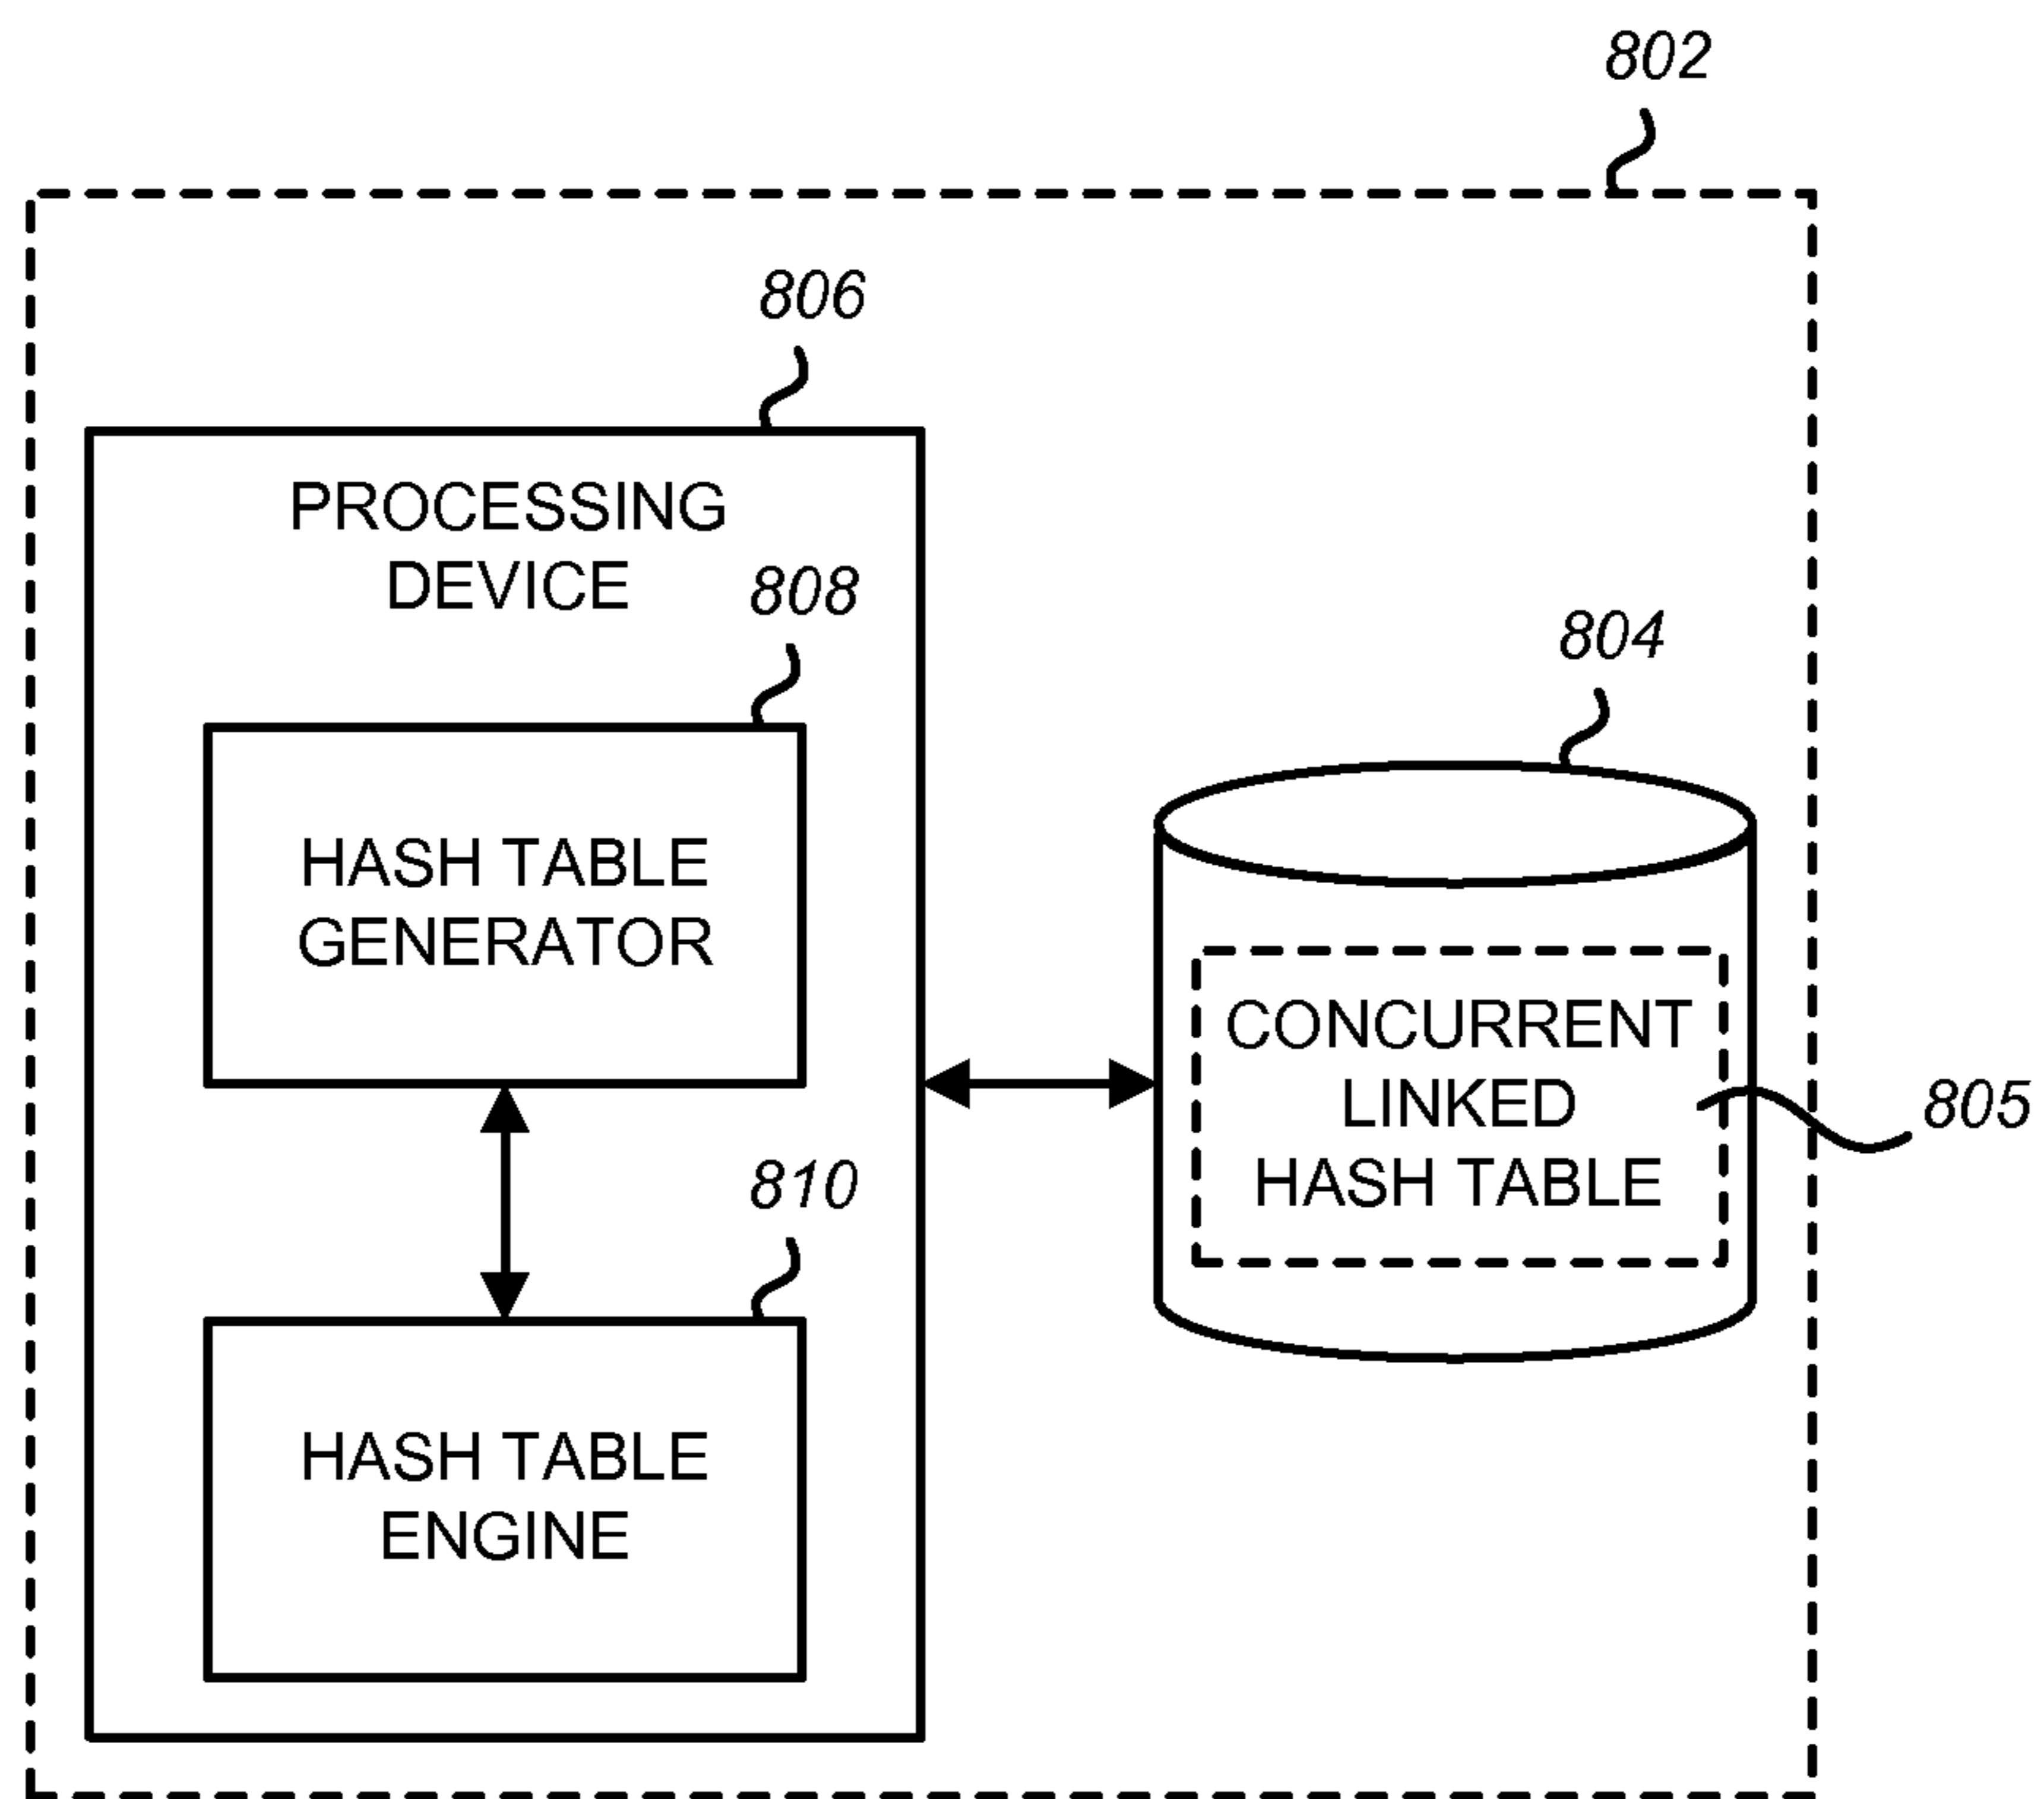 802
806
PROCESSING
DEVICE
808
804
HASH TABLE
GENERATOR
CONCURRENT
LINKED
HASH TABLE
805
810
HASH TABLE
ENGINE